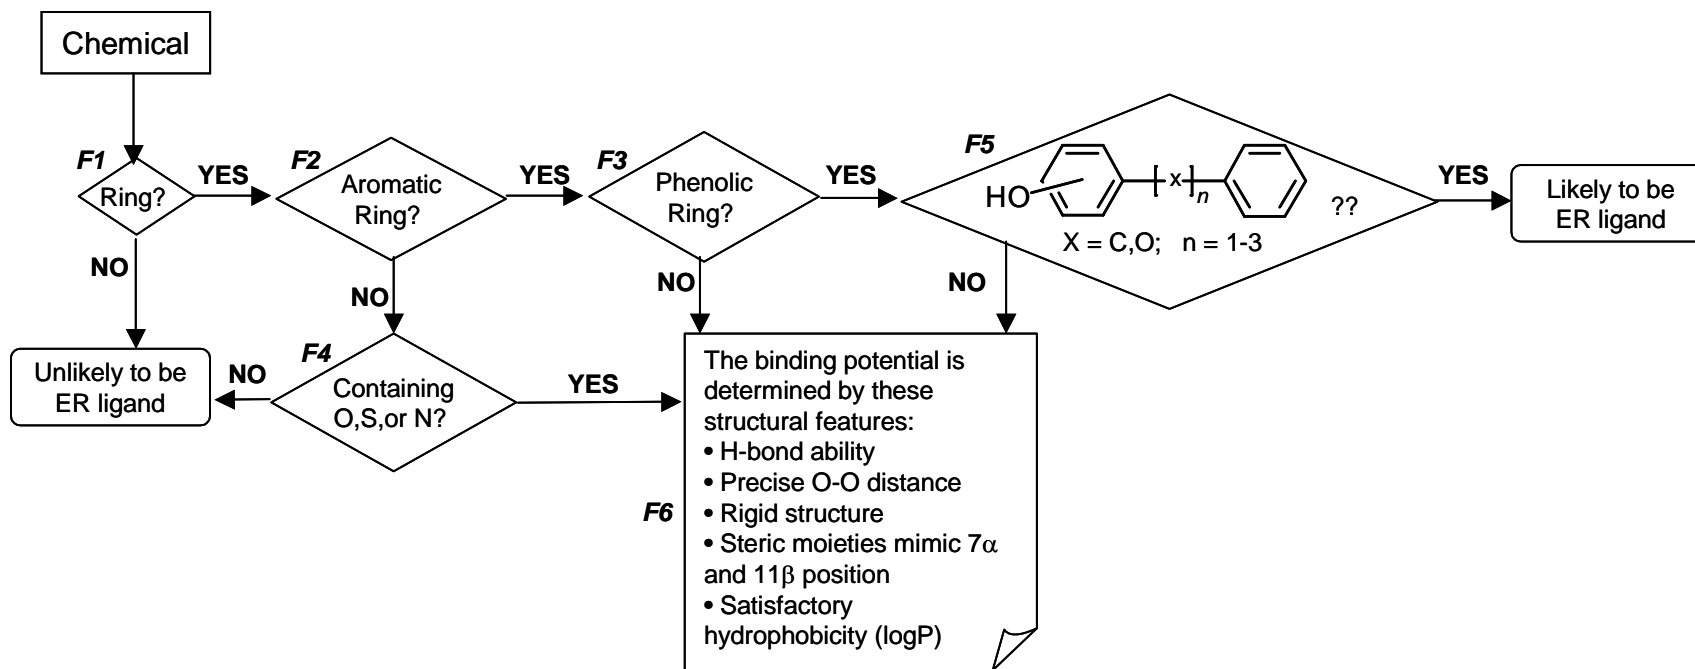 Chemical
F1
Ring?
YES
F2
Aromatic
Ring?
YES
F3
Phenolic
Ring?
YES
F5
HO
[x]n
??
X = C,O; n = 1-3
YES
Likely to be
ER ligand
NO
NO
NO
NO
Unlikely to be
ER ligand
NO
F4
Containing
O,S,or N?
YES
F6
The binding potential is
determined by these
structural features:
• H-bond ability
• Precise O-O distance
• Rigid structure
• Steric moieties mimic 7α
and 11β position
• Satisfactory
hydrophobicity (logP)